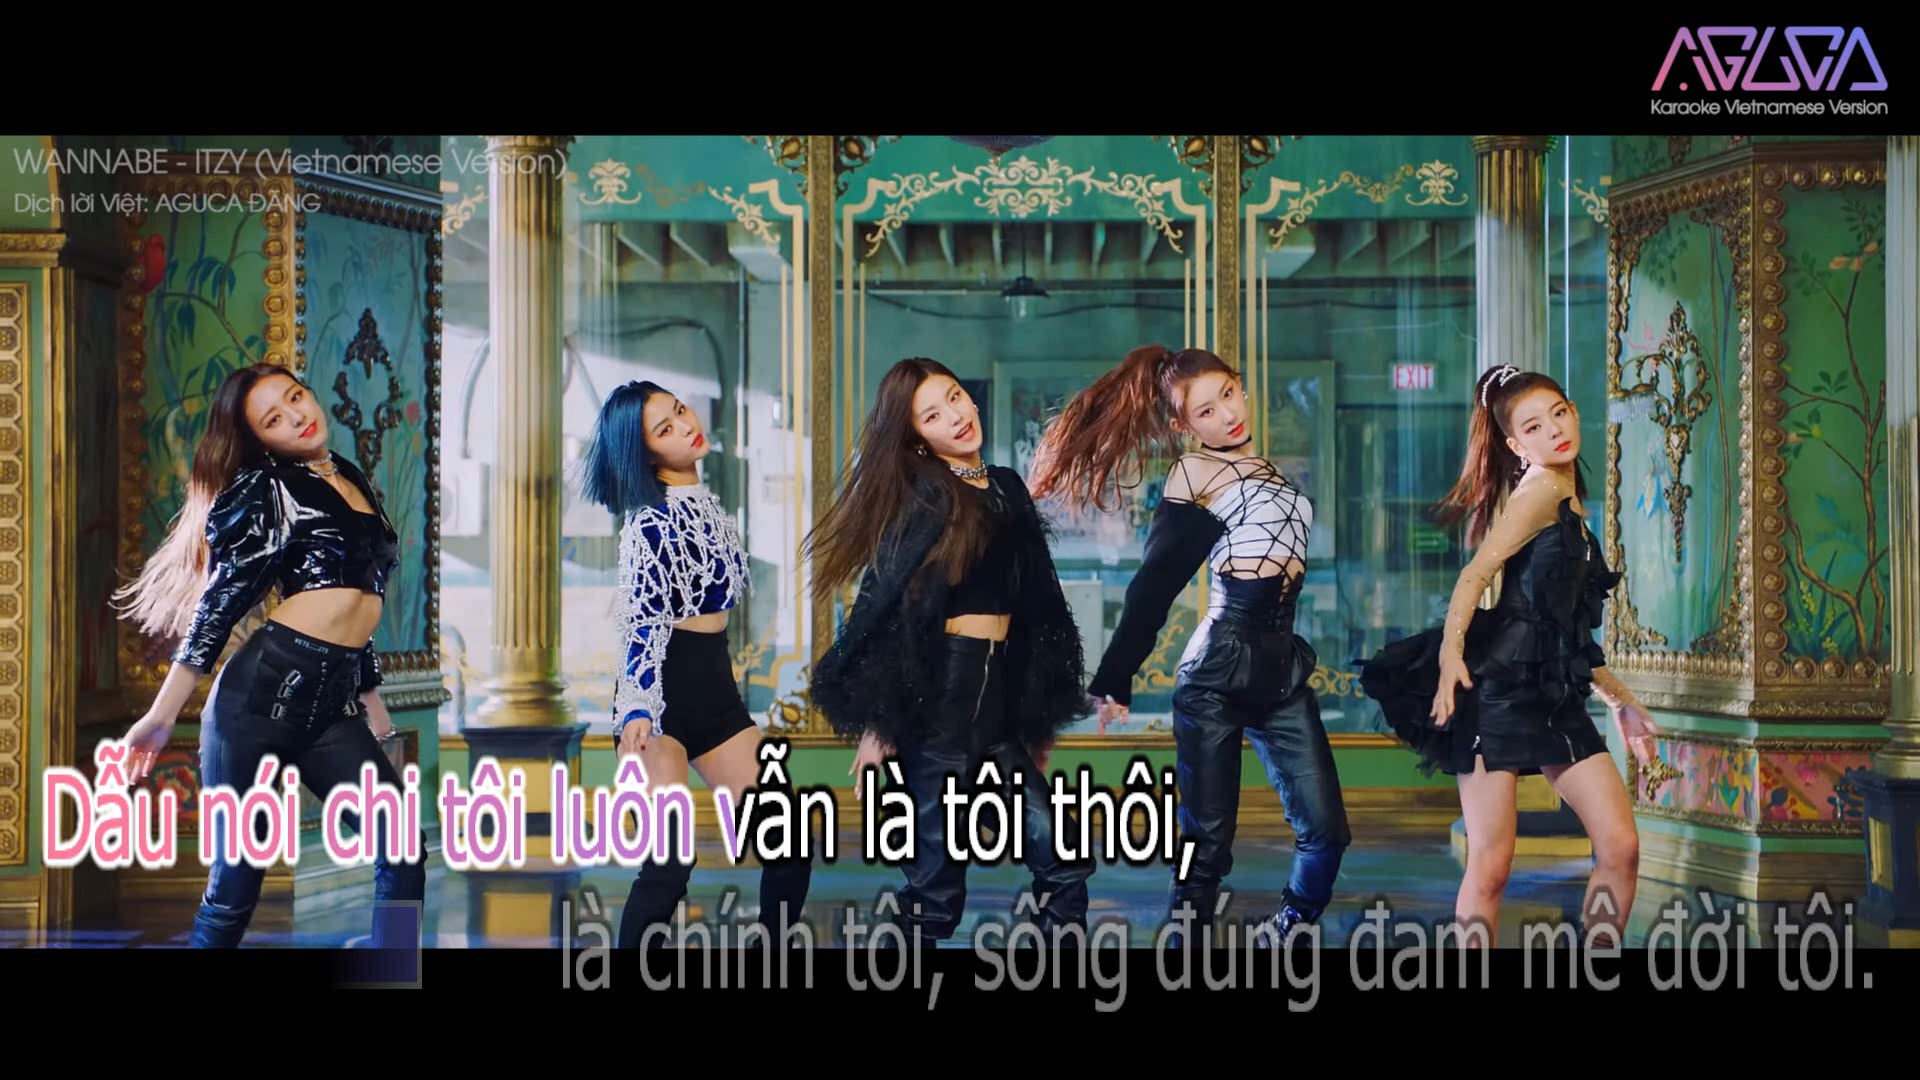 AGUCA
Karaoke Vietnamese Version
WANNABE - ITZY (Vietnamese Version)
Dịch lời Việt: AGUCA ĐĂNG
EXIT
Dẫu nói chi tôi luôn vẫn là tôi thôi,
là chính tôi, sống đúng đam mê đời tôi.